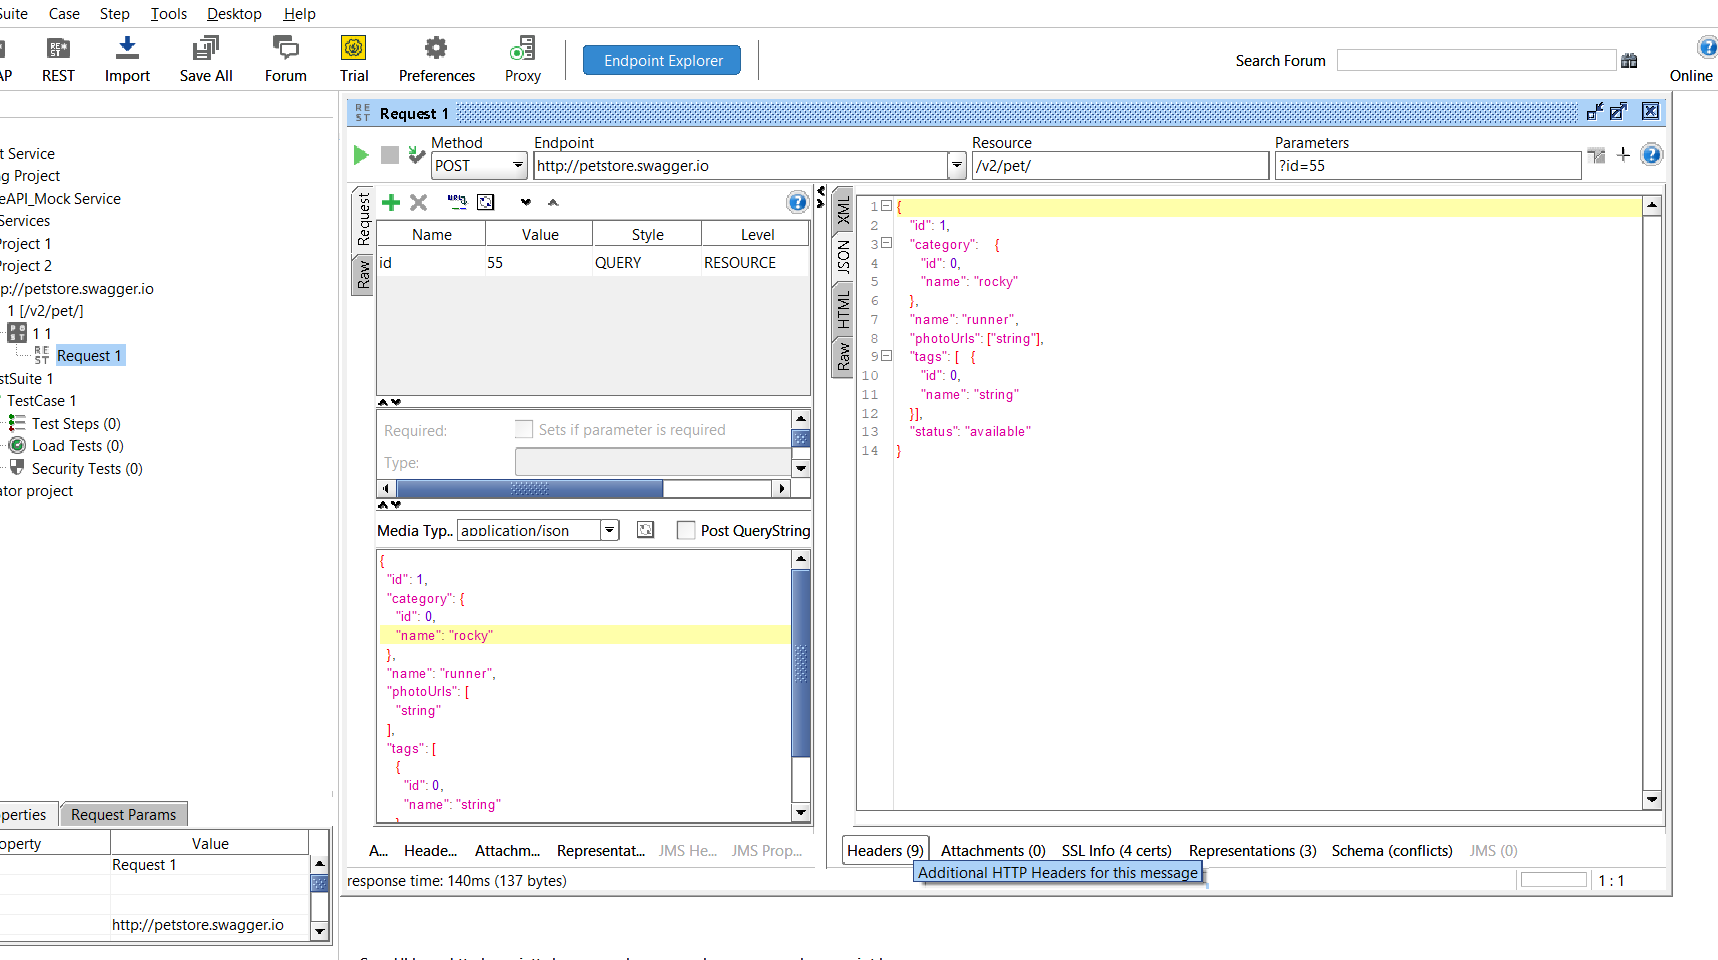 Suite Case Step Tools Desktop Help
AP REST Import Save All Forum Trial Preferences Proxy Endpoint Explorer Search Forum Online
Request 1
Method Endpoint Resource Parameters
POST http://petstore.swagger.io /v2/pet/ ?id=55
t Service
ng Project
eAPI_Mock Service
Services
Project 1
Project 2
p://petstore.swagger.io
1 [/v2/pet/]
1 1
Request 1
stSuite 1
TestCase 1
Test Steps (0)
Load Tests (0)
Security Tests (0)
ator project
Request
Raw
Name Value Style Level
id 55 QUERY RESOURCE
Required: Sets if parameter is required
Type:
Media Typ.. application/json Post QueryString
{
"id": 1,
"category": {
"id": 0,
"name": "rocky"
},
"name": "runner",
"photoUrls": [
"string"
],
"tags": [
{
"id": 0,
"name": "string"
A... Heade... Attachm... Representat... JMS He... JMS Prop...
XML
JSON
HTML
Raw
1 {
2 "id": 1,
3 "category": {
4 "id": 0,
5 "name": "rocky"
6 },
7 "name": "runner",
8 "photoUrls": ["string"],
9 "tags": [ {
10 "id": 0,
11 "name": "string"
12 }],
13 "status": "available"
14 }
Headers (9) Attachments (0) SSL Info (4 certs) Representations (3) Schema (conflicts) JMS (0)
Additional HTTP Headers for this message
response time: 140ms (137 bytes) 1 : 1
perties Request Params
operty Value
Request 1
http://petstore.swagger.io